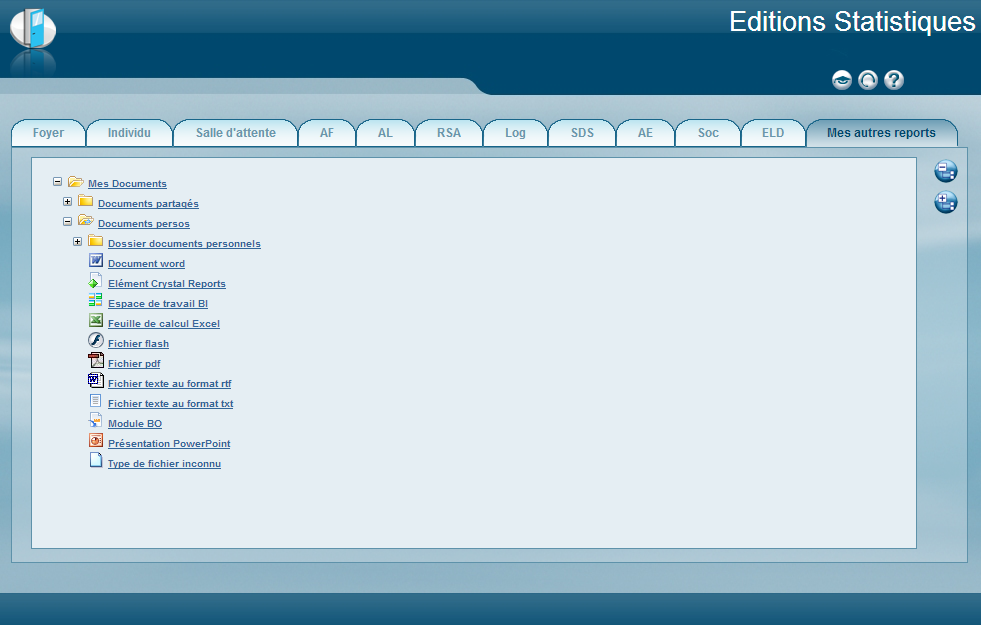 Editions Statistiques
Foyer Individu Salle d'attente AF AL RSA Log SDS AE Soc ELD Mes autres reports
Mes Documents
Documents partagés
Documents persos
Dossier documents personnels
Document word
Elément Crystal Reports
Espace de travail BI
Feuille de calcul Excel
Fichier flash
Fichier pdf
Fichier texte au format rtf
Fichier texte au format txt
Module BO
Présentation PowerPoint
Type de fichier inconnu